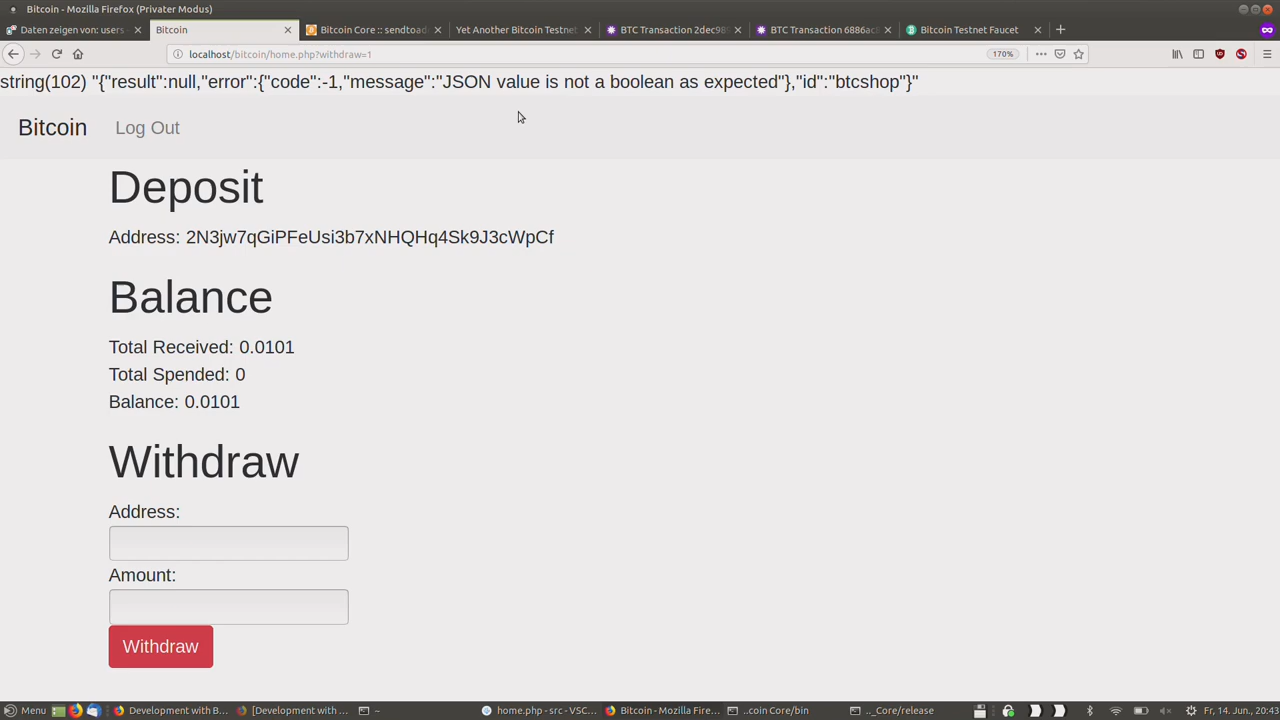 Bitcoin - Mozilla Firefox (Privater Modus)
Daten zeigen von: users
Bitcoin
Bitcoin Core :: sendtoad
Yet Another Bitcoin Testnet
BTC Transaction 2dec98
BTC Transaction 6886ac
Bitcoin Testnet Faucet
localhost/bitcoin/home.php?withdraw=1
170%
string(102) "{"result":null,"error":{"code":-1,"message":"JSON value is not a boolean as expected"},"id":"btcshop"}"
Bitcoin
Log Out
Deposit
Address: 2N3jw7qGiPFeUsi3b7xNHQHq4Sk9J3cWpCf
Balance
Total Received: 0.0101
Total Spended: 0
Balance: 0.0101
Withdraw
Address:
Amount:
Withdraw
Menu
Development with B...
[Development with ...
~
home.php - src - VSC...
Bitcoin - Mozilla Fire...
..coin Core/bin
.._Core/release
Fr, 14. Jun., 20:43